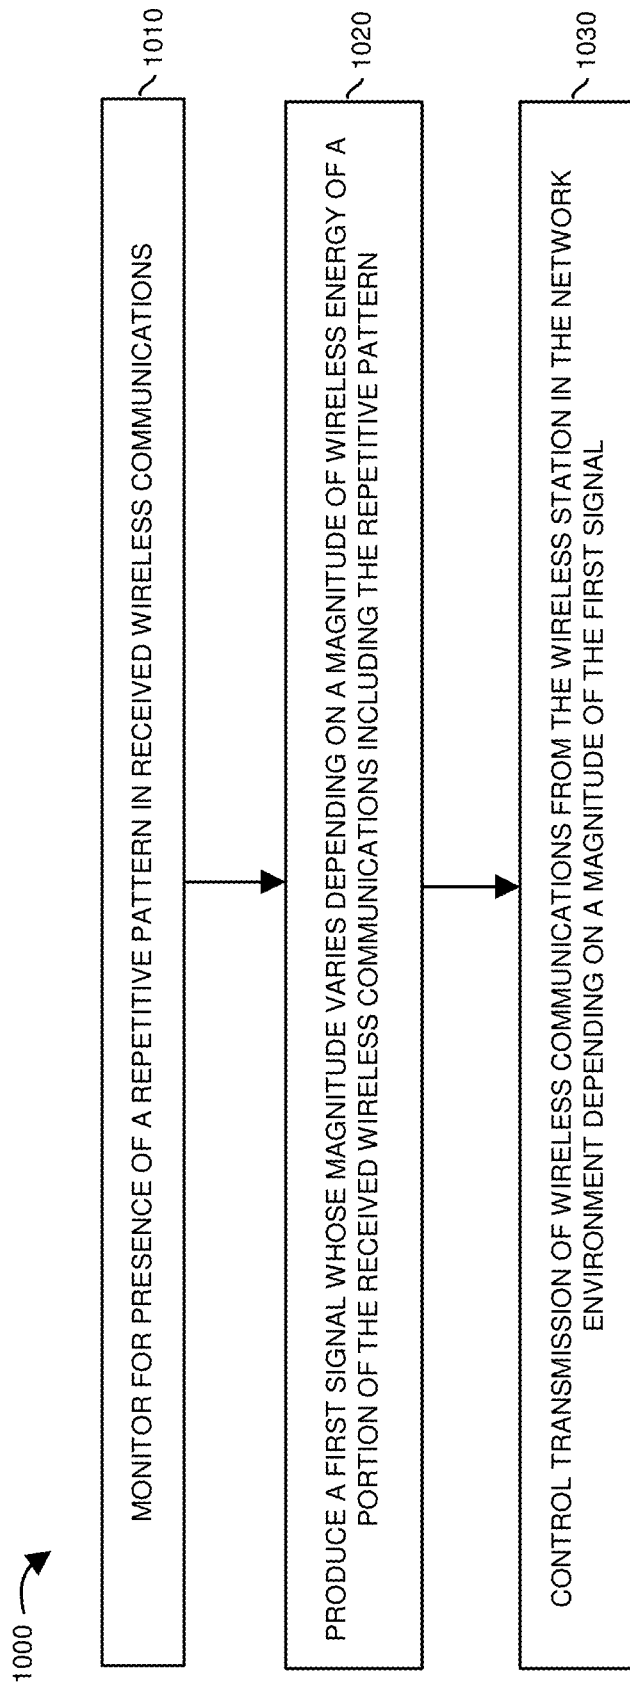 1000
MONITOR FOR PRESENCE OF A REPETITIVE PATTERN IN RECEIVED WIRELESS COMMUNICATIONS
1010
PRODUCE A FIRST SIGNAL WHOSE MAGNITUDE VARIES DEPENDING ON A MAGNITUDE OF WIRELESS ENERGY OF A
PORTION OF THE RECEIVED WIRELESS COMMUNICATIONS INCLUDING THE REPETITIVE PATTERN
1020
CONTROL TRANSMISSION OF WIRELESS COMMUNICATIONS FROM THE WIRELESS STATION IN THE NETWORK
ENVIRONMENT DEPENDING ON A MAGNITUDE OF THE FIRST SIGNAL
1030